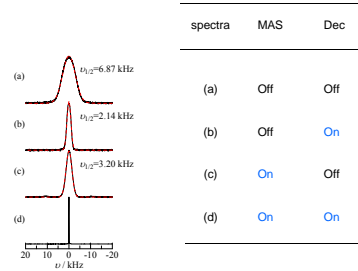 (a)
υ1/2=6.87 kHz
(b)
υ1/2=2.14 kHz
(c)
υ1/2=3.20 kHz
(d)
20 10 0 -10 -20
υ / kHz
spectra MAS Dec
(a) Off Off
(b) Off On
(c) On Off
(d) On On